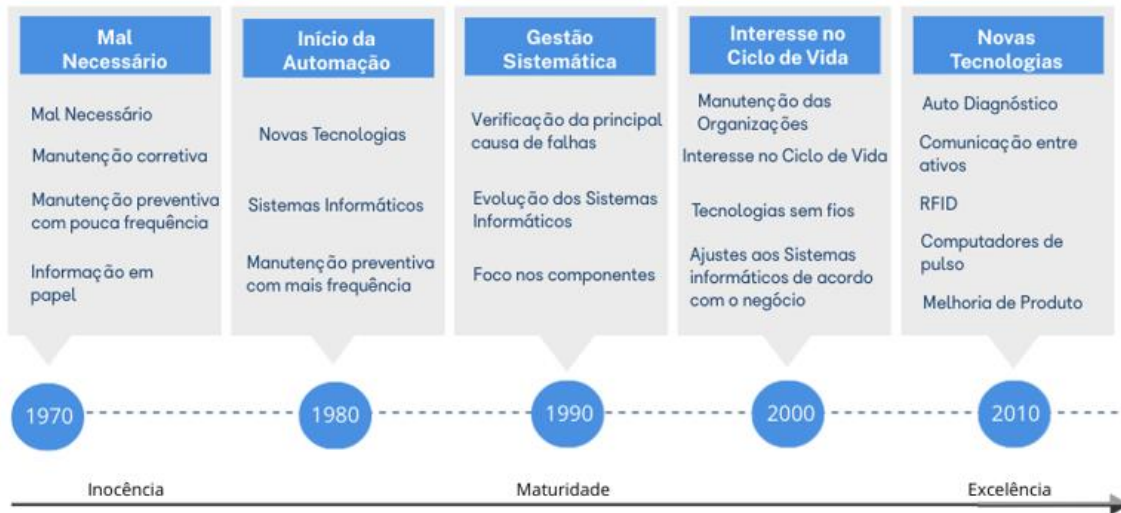 Mal
Necessário
Mal Necessário
Manutenção corretiva
Manutenção preventiva
com pouca frequência
Informação em
papel
Início da
Automação
Novas Tecnologias
Sistemas Informáticos
Manutenção preventiva
com mais frequência
Gestão
Sistemática
Verificação da principal
causa de falhas
Evolução dos Sistemas
Informáticos
Foco nos componentes
Interesse no
Ciclo de Vida
Manutenção das
Organizações
Interesse no Ciclo de Vida
Tecnologias sem fios
Ajustes aos Sistemas
informáticos de acordo
com o negócio
Novas
Tecnologias
Auto Diagnóstico
Comunicação entre
ativos
RFID
Computadores de
pulso
Melhoria de Produto
1970
1980
1990
2000
2010
Inocência
Maturidade
Excelência